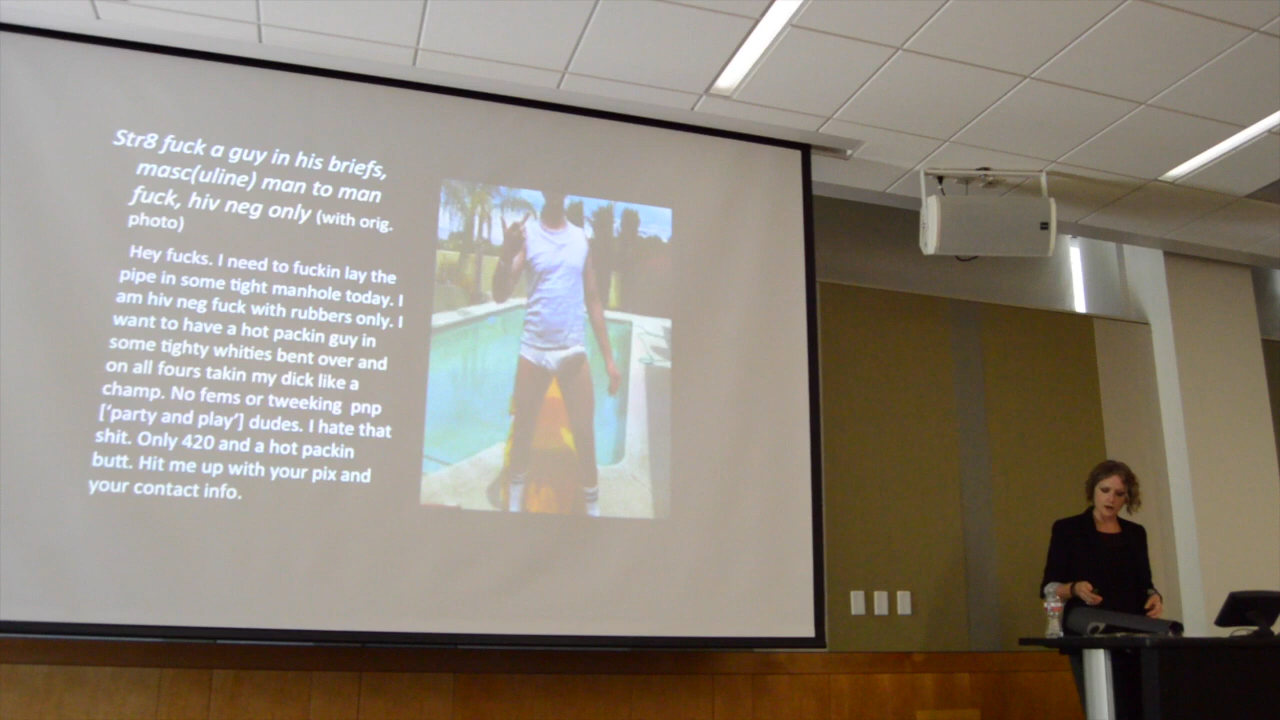 Str8 fuck a guy in his briefs,
masc(uline) man to man
fuck, hiv neg only (with orig.
photo)
Hey fucks. I need to fuckin lay the
pipe in some tight manhole today. I
am hiv neg fuck with rubbers only. I
want to have a hot packin guy in
some tighty whities bent over and
on all fours takin my dick like a
champ. No fems or tweeking pnp
['party and play'] dudes. I hate that
shit. Only 420 and a hot packin
butt. Hit me up with your pix and
your contact info.